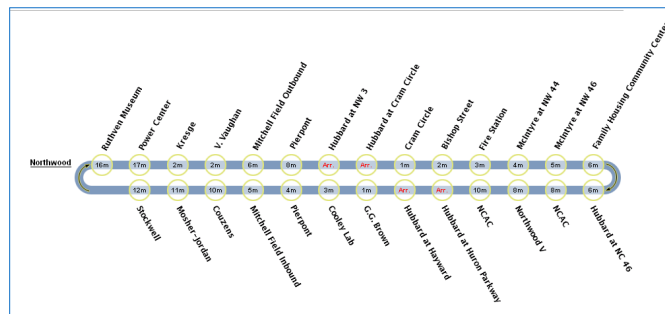 Ruthven Museum
Power Center
Kresge
V. Vaughan
Mitchell Field Outbound
Pierpont
Hubbard at NW 3
Hubbard at Cram Circle
Cram Circle
Bishop Street
Fire Station
McIntyre at NW 44
McIntyre at NW 46
Family Housing Community Center
Northwood
16m 17m 2m 2m 6m 8m Arr. Arr. 1m 2m 3m 4m 5m 6m
12m 11m 10m 5m 4m 3m 1m Arr. Arr. 10m 8m 8m 6m
Stockwell
Mosher-Jordan
Couzens
Mitchell Field Inbound
Pierpont
Cooley Lab
G.G. Brown
Hubbard at Hayward
Hubbard at Huron Parkway
NCAC
Northwood V
NCAC
Hubbard at NC 46